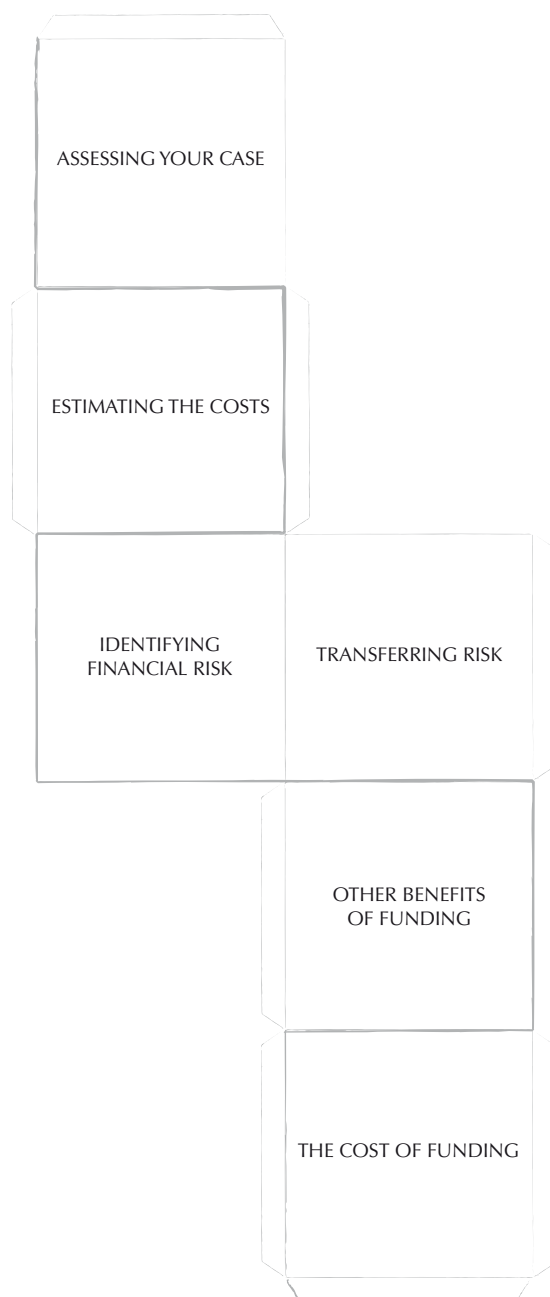 ASSESSING YOUR CASE
ESTIMATING THE COSTS
IDENTIFYING
FINANCIAL RISK
TRANSFERRING RISK
OTHER BENEFITS
OF FUNDING
THE COST OF FUNDING